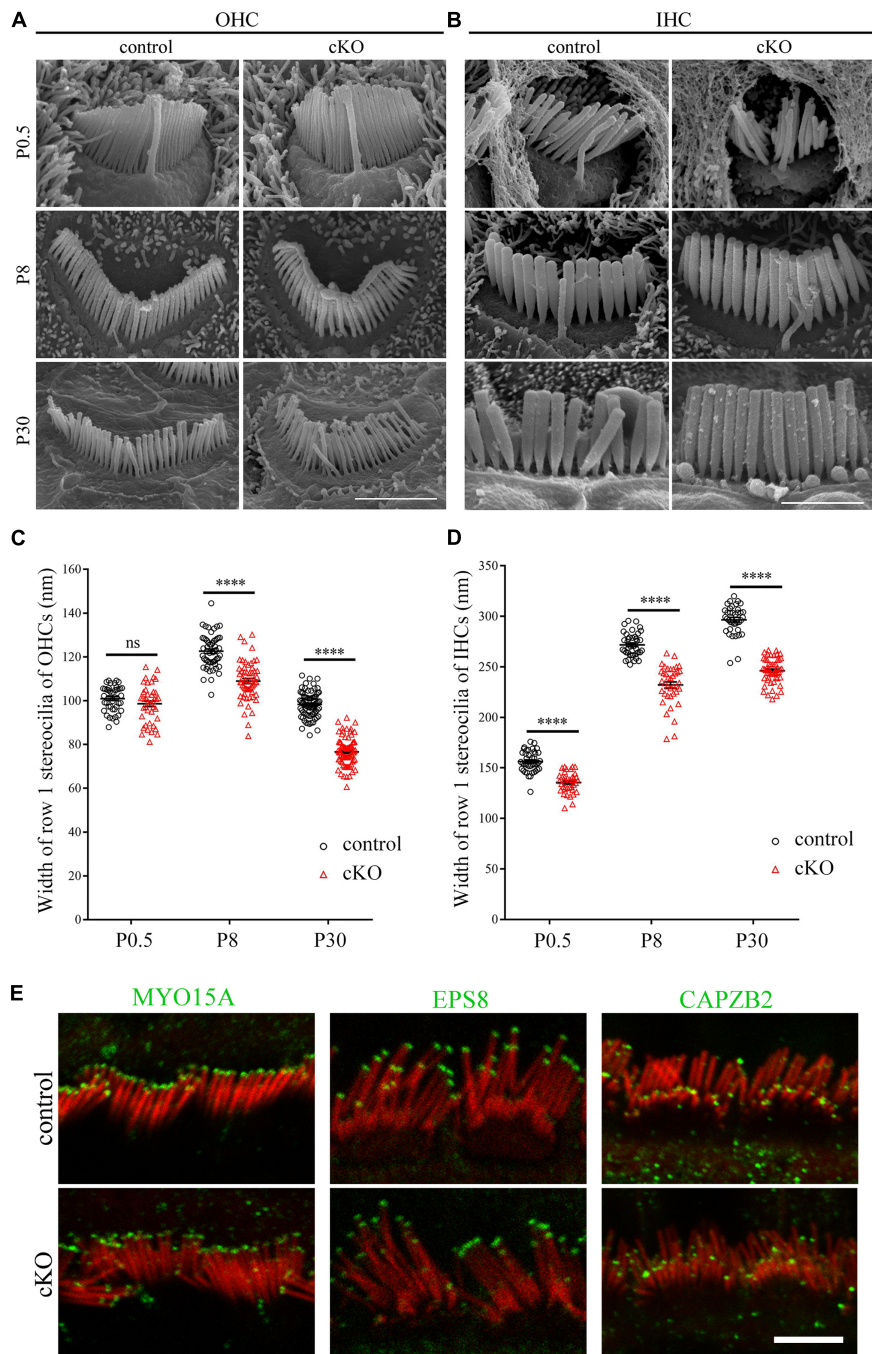 A OHC B IHC
control cKO control cKO
P0.5
P8
P30
C D
Width of row 1 stereocilia of OHCs (nm)
160
140
120
100
80
60
40
20
0
ns **** ****
control
cKO
P0.5 P8 P30
Width of row 1 stereocilia of IHCs (nm)
350
300
250
200
150
100
50
0
**** **** ****
control
cKO
P0.5 P8 P30
E MYO15A EPS8 CAPZB2
control
cKO